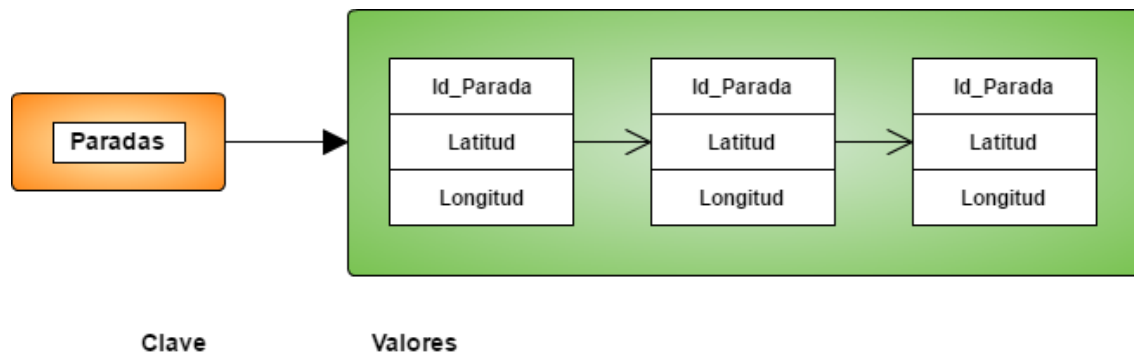 Paradas
Id_Parada
Latitud
Longitud
Id_Parada
Latitud
Longitud
Id_Parada
Latitud
Longitud
Clave
Valores